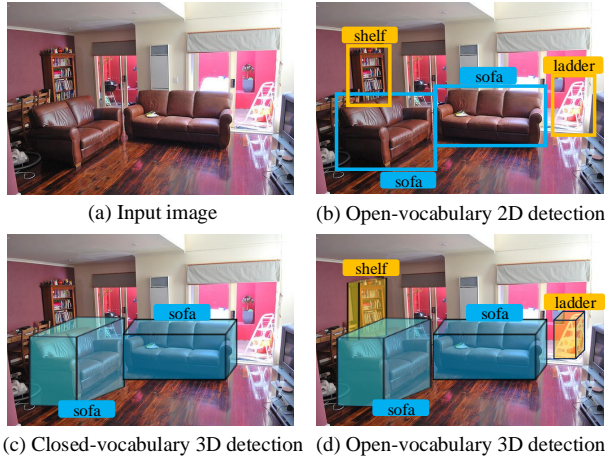 shelf
ladder
sofa
sofa
(a) Input image
(b) Open-vocabulary 2D detection
shelf
sofa
ladder
sofa
sofa
sofa
(c) Closed-vocabulary 3D detection
(d) Open-vocabulary 3D detection